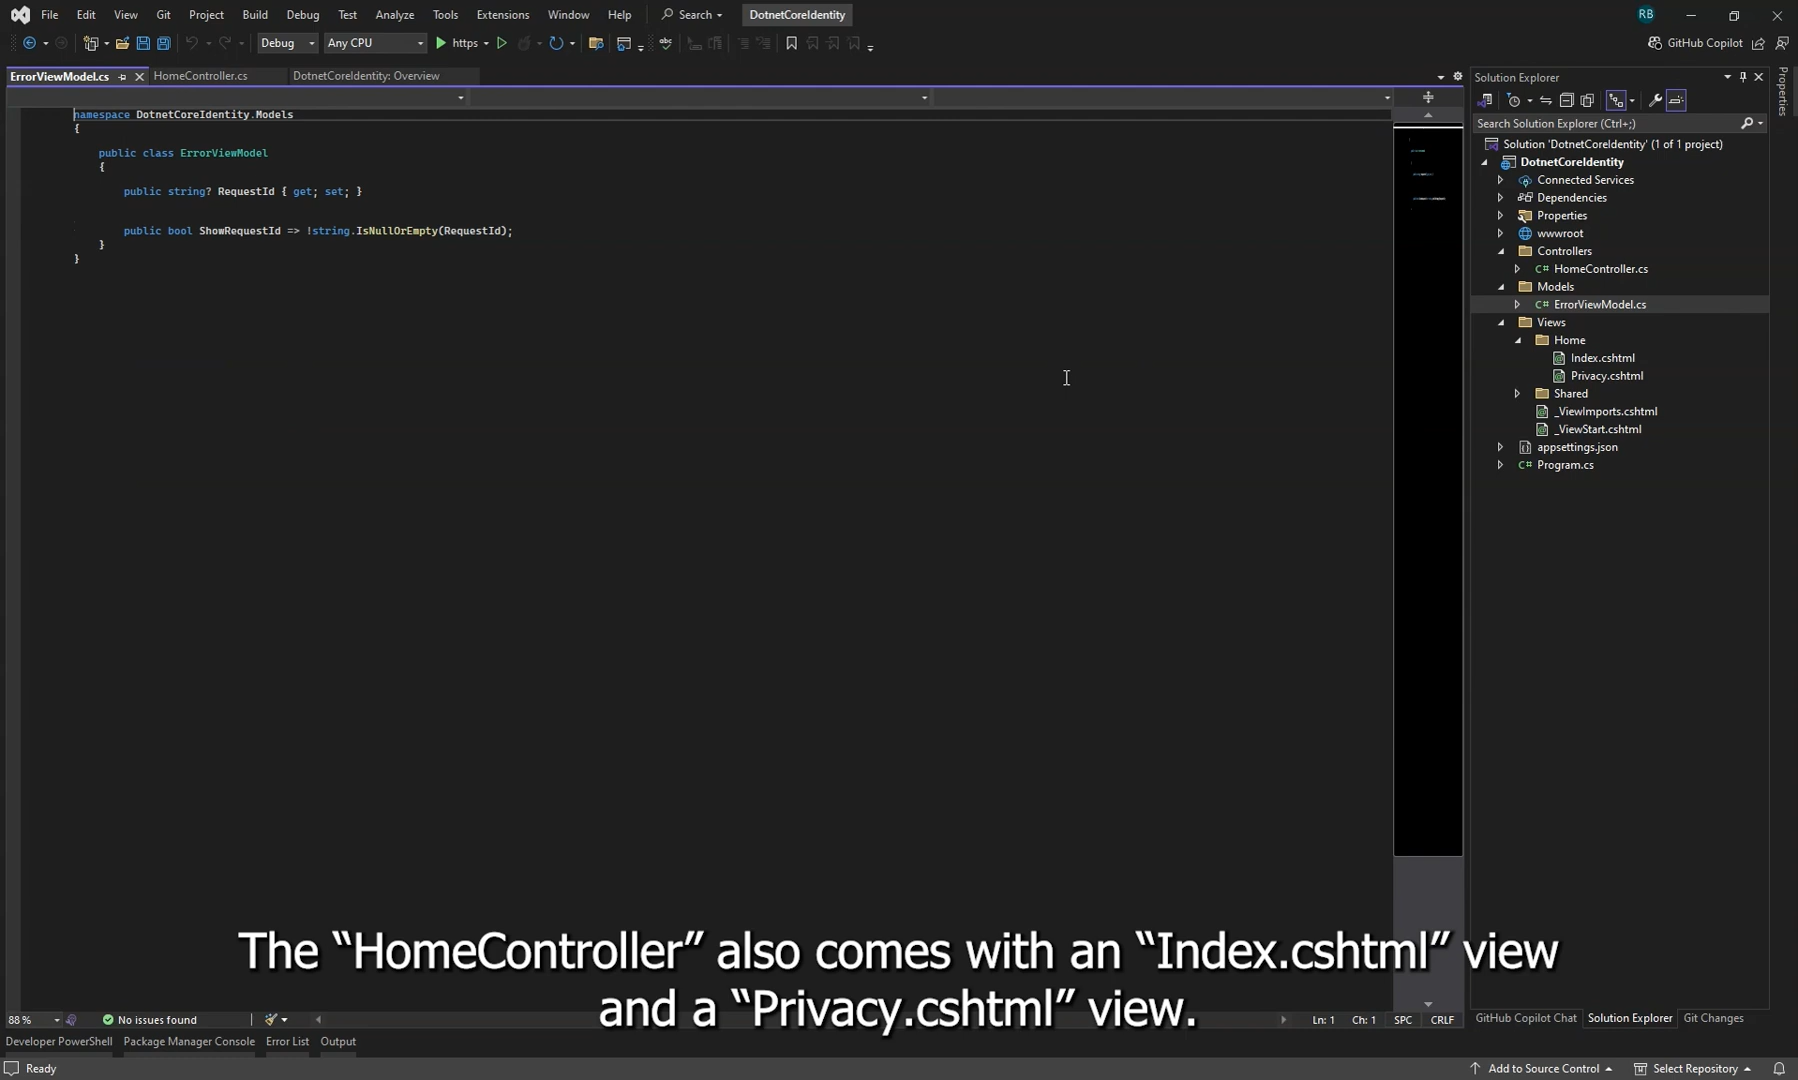 File Edit View Git Project Build Debug Test Analyze Tools Extensions Window Help Search DotnetCoreIdentity RB
Debug Any CPU https GitHub Copilot
ErrorViewModel.cs HomeController.cs DotnetCoreIdentity: Overview
namespace DotnetCoreIdentity.Models
{
public class ErrorViewModel
{
public string? RequestId { get; set; }
public bool ShowRequestId => !string.IsNullOrEmpty(RequestId);
}
}
Solution Explorer
Search Solution Explorer (Ctrl+;)
Solution 'DotnetCoreIdentity' (1 of 1 project)
DotnetCoreIdentity
Connected Services
Dependencies
Properties
wwwroot
Controllers
C# HomeController.cs
Models
C# ErrorViewModel.cs
Views
Home
Index.cshtml
Privacy.cshtml
Shared
_ViewImports.cshtml
_ViewStart.cshtml
appsettings.json
C# Program.cs
Properties
The “HomeController” also comes with an “Index.cshtml” view
and a “Privacy.cshtml” view.
88 % No issues found Ln: 1 Ch: 1 SPC CRLF
GitHub Copilot Chat Solution Explorer Git Changes
Developer PowerShell Package Manager Console Error List Output
Ready Add to Source Control Select Repository